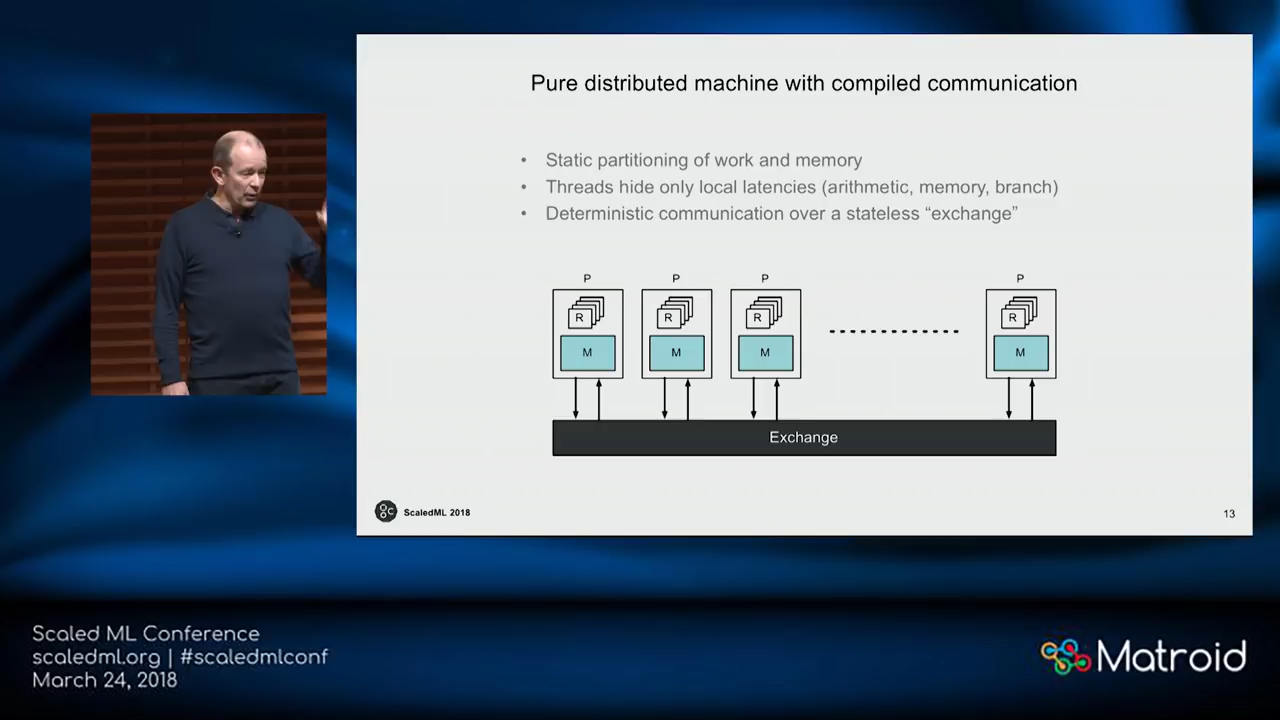 Pure distributed machine with compiled communication
• Static partitioning of work and memory
• Threads hide only local latencies (arithmetic, memory, branch)
• Deterministic communication over a stateless “exchange”
P P P P
R R R R
M M M M
Exchange
ScaledML 2018
13
Scaled ML Conference
scaledml.org | #scaledmlconf
March 24, 2018
Matroid